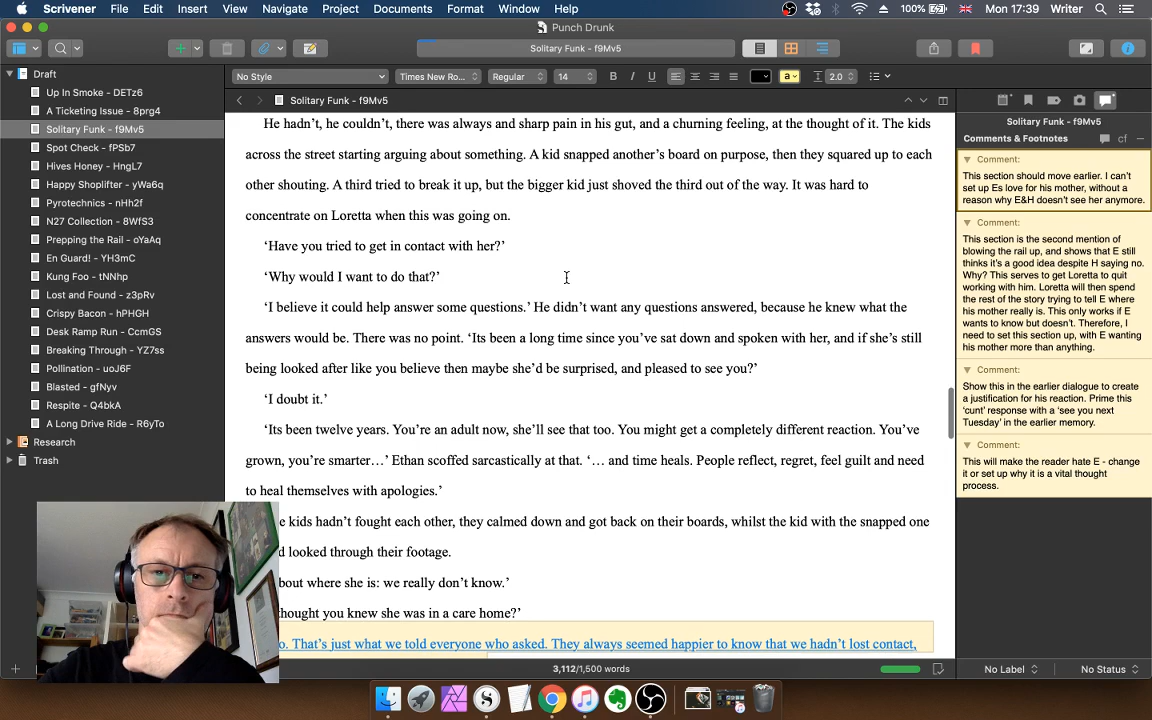 Scrivener File Edit Insert View Navigate Project Documents Format Window Help 100% Mon 17:39 Writer
Punch Drunk
Solitary Funk - f9Mv5
No Style Times New Ro... Regular 14 B I U a 2.0
Draft
Up In Smoke - DETz6
A Ticketing Issue - 8prg4
Solitary Funk - f9Mv5
Spot Check - fPSb7
Hives Honey - HngL7
Happy Shoplifter - yWa6q
Pyrotechnics - nHh2f
N27 Collection - 8WfS3
Prepping the Rail - oYaAq
En Guard! - YH3mC
Kung Foo - tNNhp
Lost and Found - z3pRv
Crispy Bacon - hPGHH
Desk Ramp Run - CcmGS
Breaking Through - YZ7ss
Pollination - uoJ6F
Blasted - gfNyv
Respite - Q4bkA
A Long Drive Ride - R6yTo
Research
Trash
Solitary Funk - f9Mv5
He hadn’t, he couldn’t, there was always and sharp pain in his gut, and a churning feeling, at the thought of it. The kids
across the street starting arguing about something. A kid snapped another’s board on purpose, then they squared up to each
other shouting. A third tried to break it up, but the bigger kid just shoved the third out of the way. It was hard to
concentrate on Loretta when this was going on.
‘Have you tried to get in contact with her?’
‘Why would I want to do that?’
‘I believe it could help answer some questions.’ He didn’t want any questions answered, because he knew what the
answers would be. There was no point. ‘Its been a long time since you’ve sat down and spoken with her, and if she’s still
being looked after like you believe then maybe she’d be surprised, and pleased to see you?’
‘I doubt it.’
‘Its been twelve years. You’re an adult now, she’ll see that too. You might get a completely different reaction. You’ve
grown, you’re smarter…’ Ethan scoffed sarcastically at that. ‘… and time heals. People reflect, regret, feel guilt and need
to heal themselves with apologies.’
e kids hadn’t fought each other, they calmed down and got back on their boards, whilst the kid with the snapped one
d looked through their footage.
bout where she is: we really don’t know.’
thought you knew she was in a care home?’
o. That’s just what we told everyone who asked. They always seemed happier to know that we hadn’t lost contact,
3,112/1,500 words
Solitary Funk - f9Mv5
Comments & Footnotes cf
Comment:
This section should move earlier. I can’t
set up Es love for his mother, without a
reason why E&H doesn’t see her anymore.
Comment:
This section is the second mention of
blowing the rail up, and shows that E still
thinks it’s a good idea despite H saying no.
Why? This serves to get Loretta to quit
working with him. Loretta will then spend
the rest of the story trying to tell E where
his mother really is. This only works if E
wants to know but doesn’t. Therefore, I
need to set this section up, with E wanting
his mother more than anything.
Comment:
Show this in the earlier dialogue to create
a justification for his reaction. Prime this
‘cunt’ response with a ‘see you next
Tuesday’ in the earlier memory.
Comment:
This will make the reader hate E - change
it or set up why it is a vital thought
process.
No Label No Status